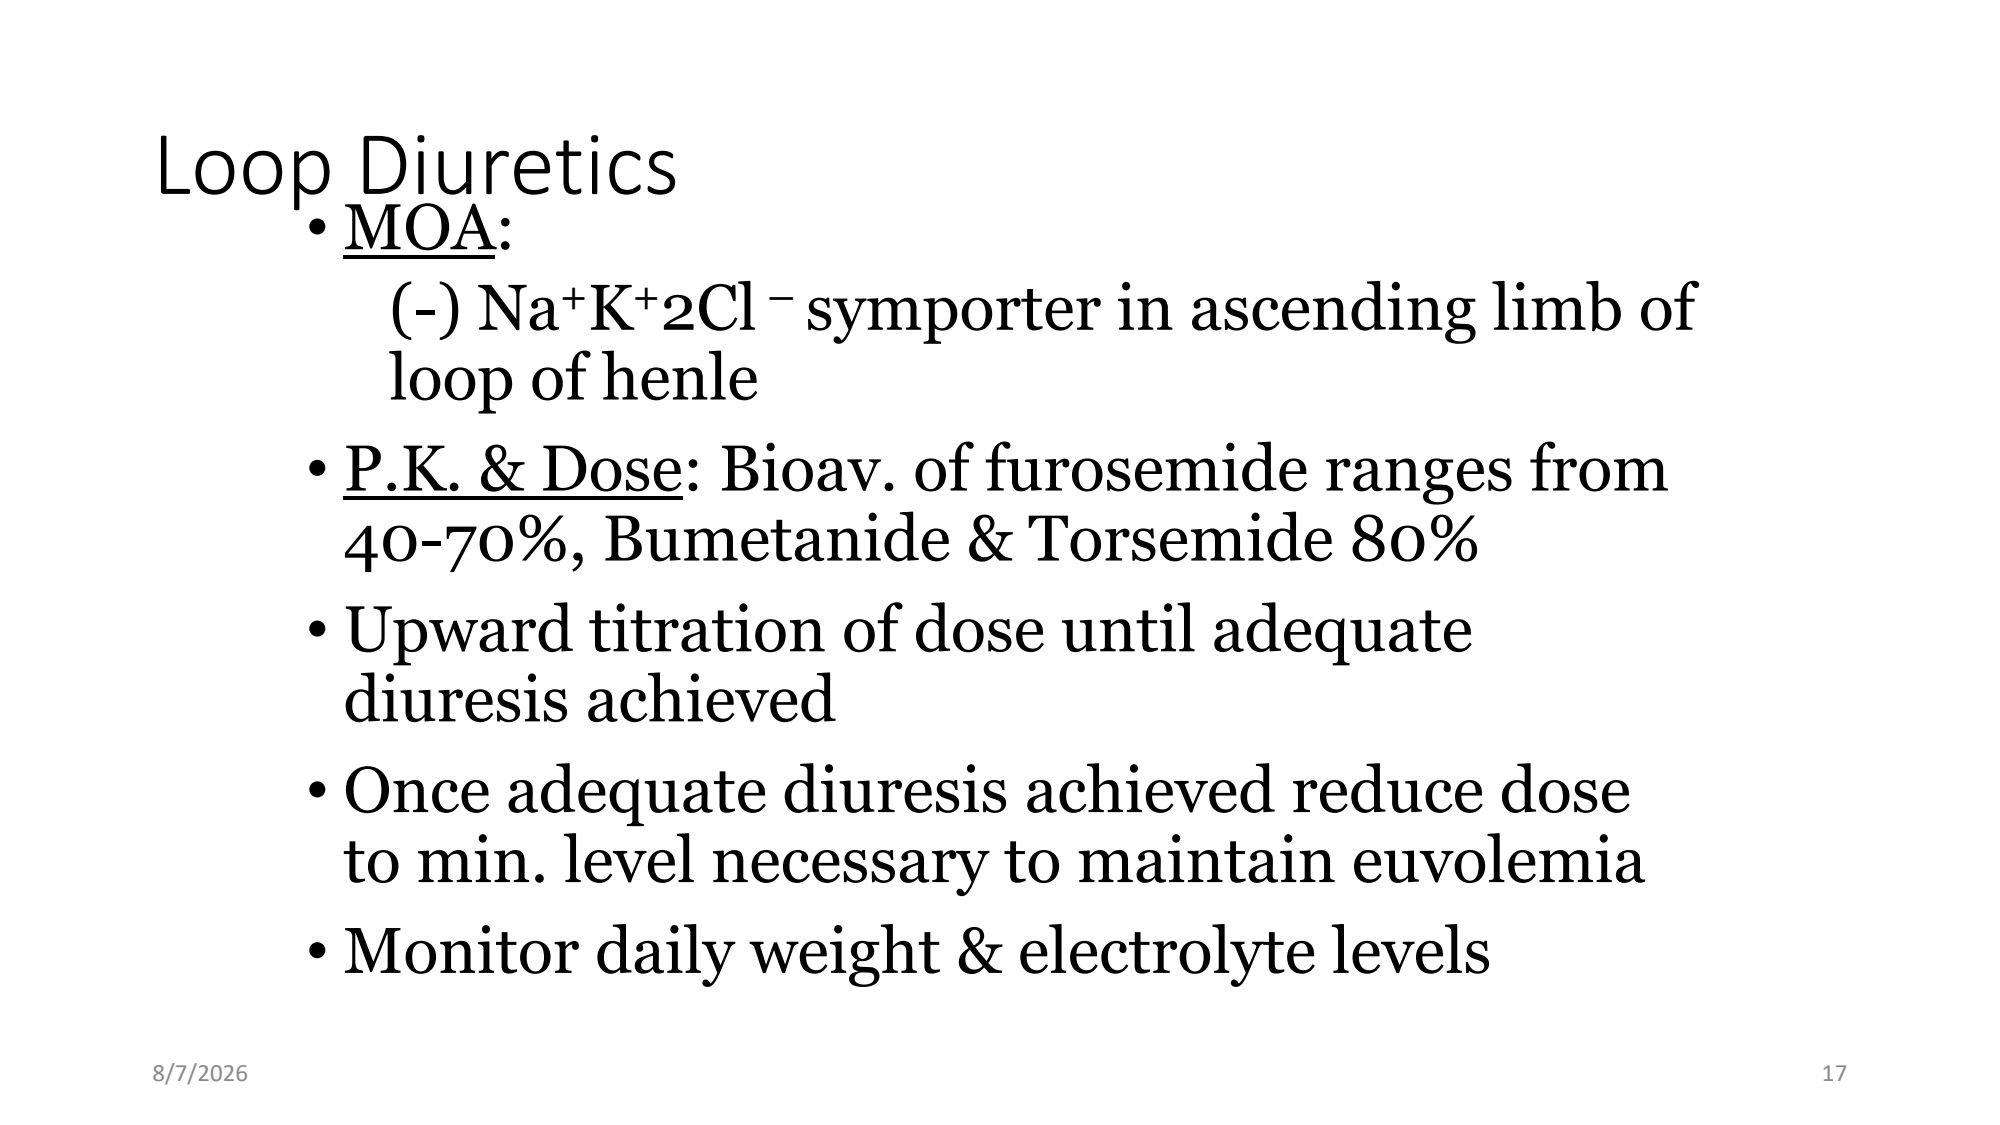 Loop Diuretics
• MOA:
(-) Na⁺K⁺2Cl ⁻ symporter in ascending limb of
loop of henle
• P.K. & Dose: Bioav. of furosemide ranges from
40-70%, Bumetanide & Torsemide 80%
• Upward titration of dose until adequate
diuresis achieved
• Once adequate diuresis achieved reduce dose
to min. level necessary to maintain euvolemia
• Monitor daily weight & electrolyte levels
8/7/2026
17